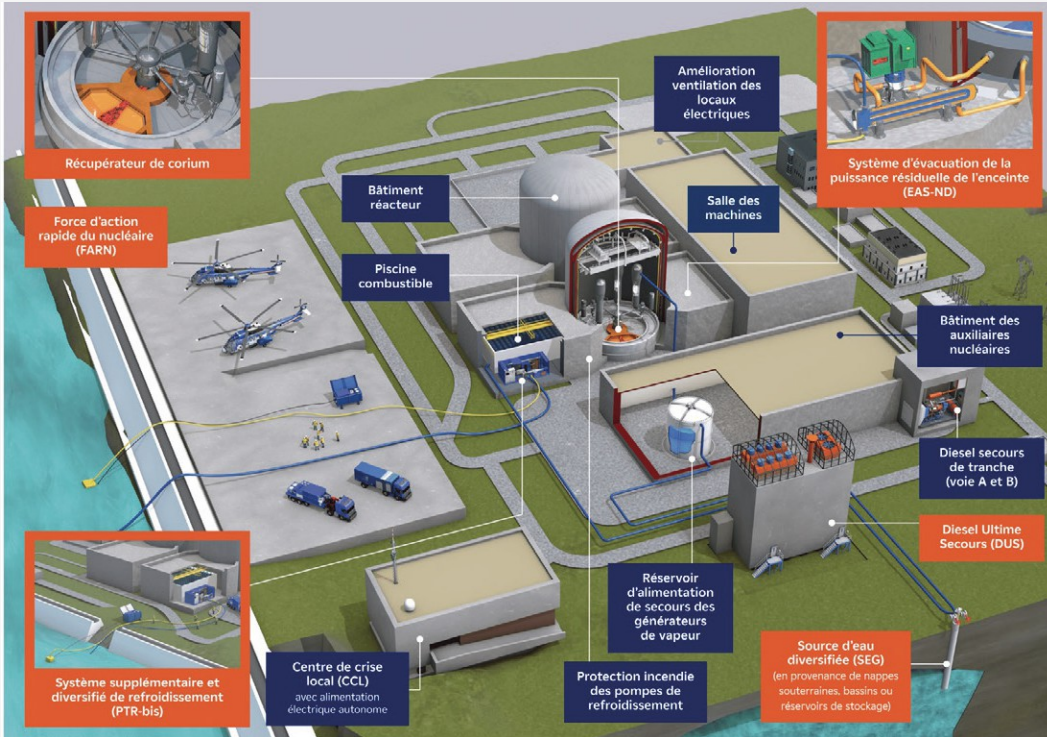 Récupérateur de corium
Amélioration
ventilation des
locaux
électriques
Système d'évacuation de la
puissance résiduelle de l'enceinte
(EAS-ND)
Bâtiment
réacteur
Salle des
machines
Force d'action
rapide du nucléaire
(FARN)
Piscine
combustible
Bâtiment des
auxiliaires
nucléaires
Diesel secours
de tranche
(voie A et B)
Diesel Ultime
Secours (DUS)
Système supplémentaire et
diversifié de refroidissement
(PTR-bis)
Centre de crise
local (CCL)
avec alimentation
électrique autonome
Réservoir
d'alimentation
de secours des
générateurs
de vapeur
Protection incendie
des pompes de
refroidissement
Source d'eau
diversifiée (SEG)
(en provenance de nappes
souterraines, bassins ou
réservoirs de stockage)